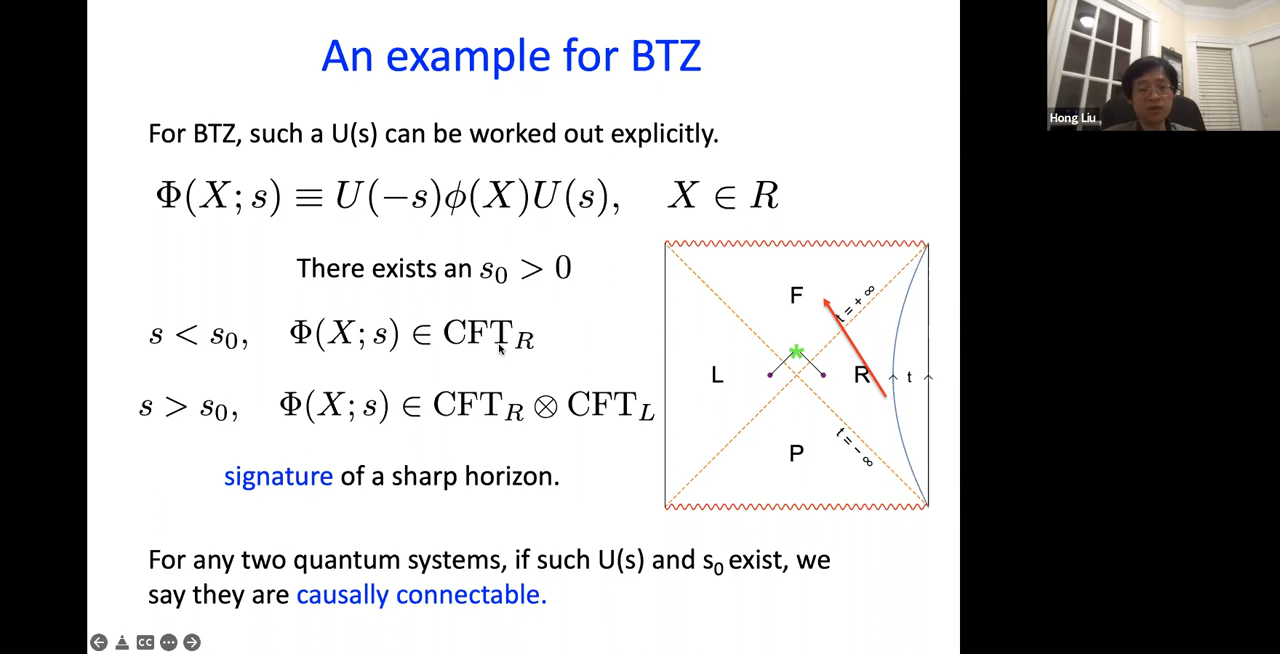 An example for BTZ
Hong Liu
For BTZ, such a U(s) can be worked out explicitly.
Φ(X; s) ≡ U(−s)ϕ(X)U(s), X ∈ R
There exists an s₀ > 0
s < s₀, Φ(X; s) ∈ CFT_R
s > s₀, Φ(X; s) ∈ CFT_R ⊗ CFT_L
signature of a sharp horizon.
F
t = + ∞
L
R
t
P
t = − ∞
For any two quantum systems, if such U(s) and s₀ exist, we
say they are causally connectable.
CC